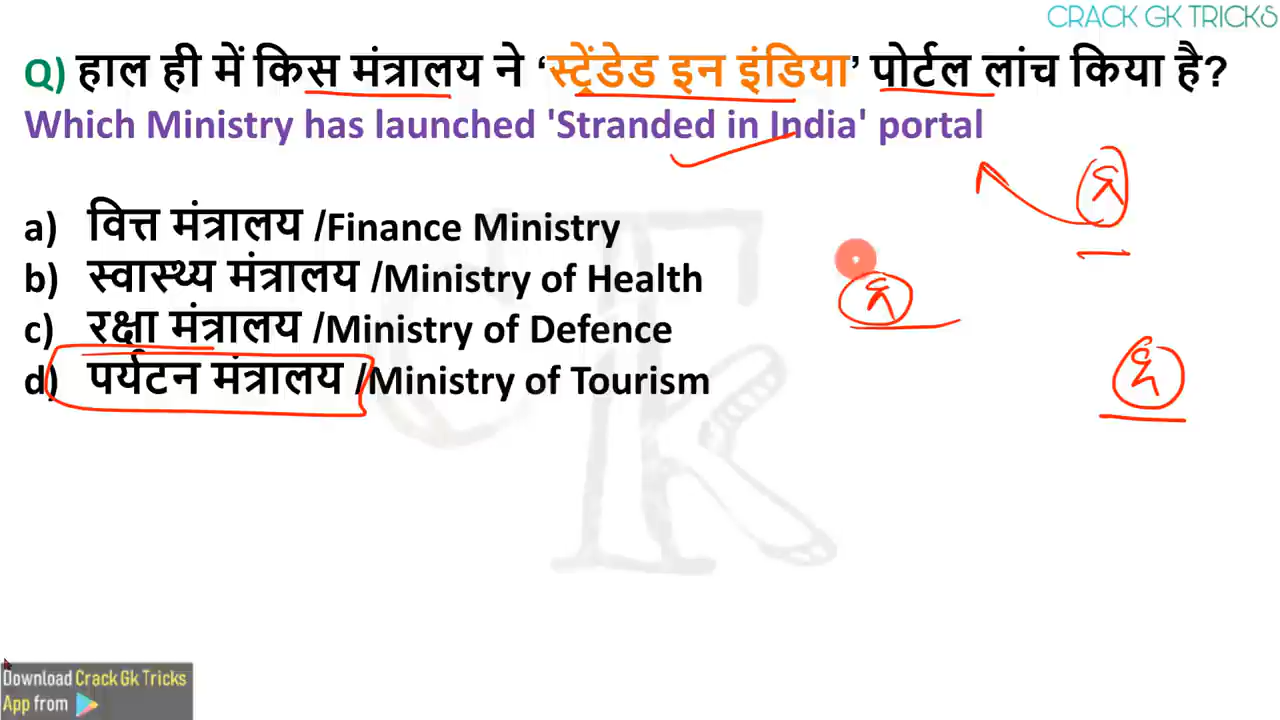 CRACK GK TRICKS
Q) हाल ही में किस मंत्रालय ने ‘स्ट्रेंडेड इन इंडिया’ पोर्टल लांच किया है?
Which Ministry has launched 'Stranded in India' portal
a) वित्त मंत्रालय /Finance Ministry
b) स्वास्थ्य मंत्रालय /Ministry of Health
c) रक्षा मंत्रालय /Ministry of Defence
d) पर्यटन मंत्रालय /Ministry of Tourism
Download Crack Gk Tricks
App from